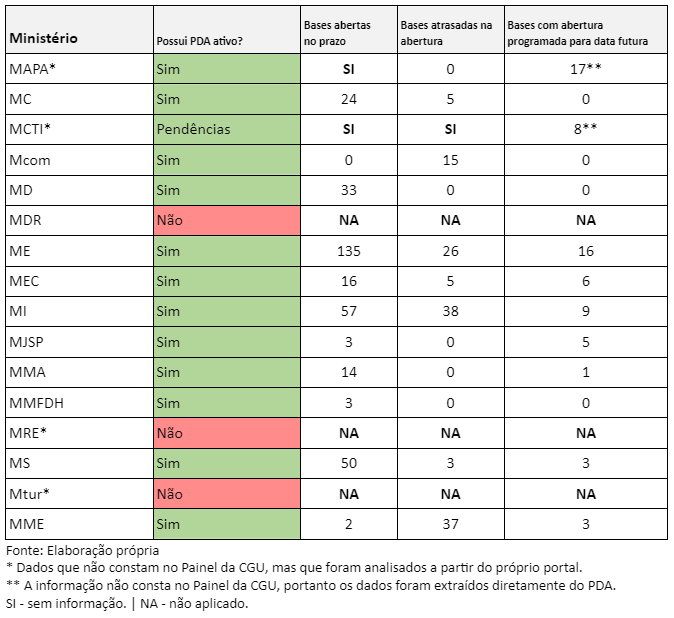 Ministério Possui PDA ativo? Bases abertas no prazo Bases atrasadas na abertura Bases com abertura programada para data futura
MAPA* Sim SI 0 17**
MC Sim 24 5 0
MCTI* Pendências SI SI 8**
Mcom Sim 0 15 0
MD Sim 33 0 0
MDR Não NA NA NA
ME Sim 135 26 16
MEC Sim 16 5 6
MI Sim 57 38 9
MJSP Sim 3 0 5
MMA Sim 14 0 1
MMFDH Sim 3 0 0
MRE* Não NA NA NA
MS Sim 50 3 3
Mtur* Não NA NA NA
MME Sim 2 37 3
Fonte: Elaboração própria
* Dados que não constam no Painel da CGU, mas que foram analisados a partir do próprio portal.
** A informação não consta no Painel da CGU, portanto os dados foram extraídos diretamente do PDA.
SI - sem informação. | NA - não aplicado.